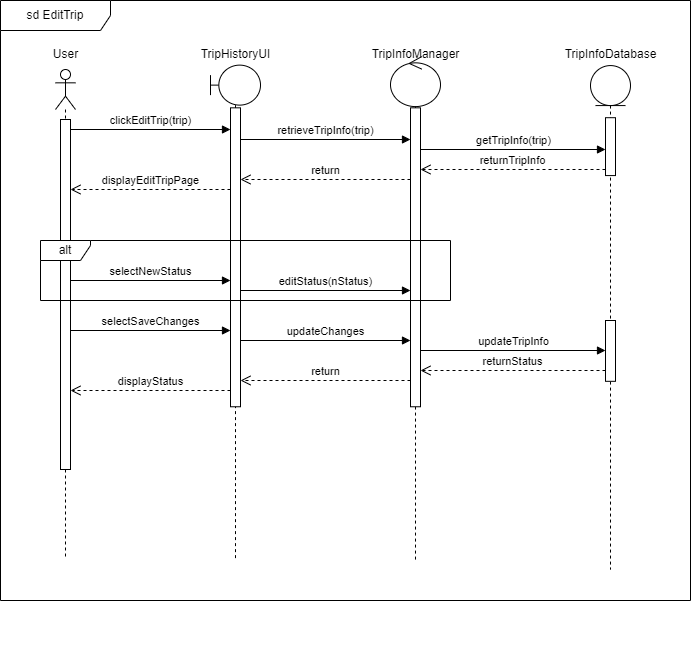 sd EditTrip
User
TripHistoryUI
TripInfoManager
TripInfoDatabase
clickEditTrip(trip)
retrieveTripInfo(trip)
getTripInfo(trip)
returnTripInfo
return
displayEditTripPage
alt
selectNewStatus
editStatus(nStatus)
selectSaveChanges
updateChanges
updateTripInfo
returnStatus
return
displayStatus